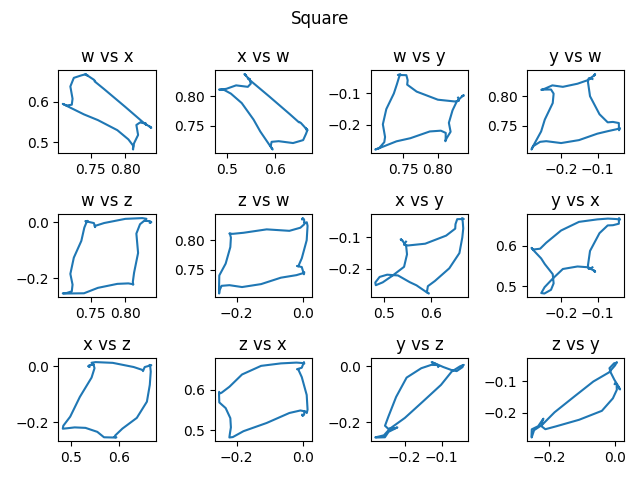 Square
w vs x
x vs w
w vs y
y vs w
0.6
0.5
0.75 0.80
0.80
0.75
0.5 0.6
−0.1
−0.2
0.75 0.80
0.80
0.75
−0.2 −0.1
w vs z
z vs w
x vs y
y vs x
0.0
−0.2
0.75 0.80
0.80
0.75
−0.2 0.0
−0.1
−0.2
0.5 0.6
0.6
0.5
−0.2 −0.1
x vs z
z vs x
y vs z
z vs y
0.0
−0.2
0.5 0.6
0.6
0.5
−0.2 0.0
0.0
−0.2
−0.2 −0.1
−0.1
−0.2
−0.2 0.0